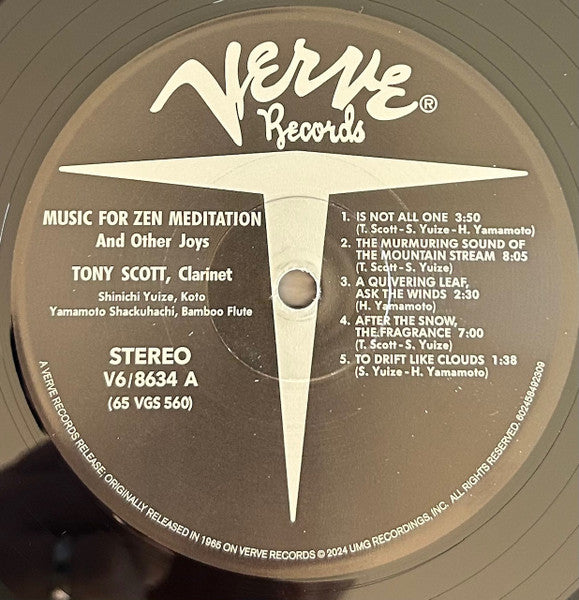 Verve®
Records
MUSIC FOR ZEN MEDITATION
And Other Joys
TONY SCOTT, Clarinet
Shinichi Yuize, Koto
Yamamoto Shackuhachi, Bamboo Flute
STEREO
V6/8634 A
(65 VGS 560)
1. IS NOT ALL ONE 3:50
(T. Scott - S. Yuize - H. Yamamoto)
2. THE MURMURING SOUND OF
THE MOUNTAIN STREAM 8:05
(T. Scott - S. Yuize)
3. A QUIVERING LEAF,
ASK THE WINDS 2:30
(H. Yamamoto)
4. AFTER THE SNOW,
THE FRAGRANCE 7:00
(T. Scott - S. Yuize)
5. TO DRIFT LIKE CLOUDS 1:38
(S. Yuize - H. Yamamoto)
A VERVE RECORDS RELEASE; ORIGINALLY RELEASED IN 1965 ON VERVE RECORDS © 2024 UMG RECORDINGS, INC. ALL RIGHTS RESERVED. 602458492309